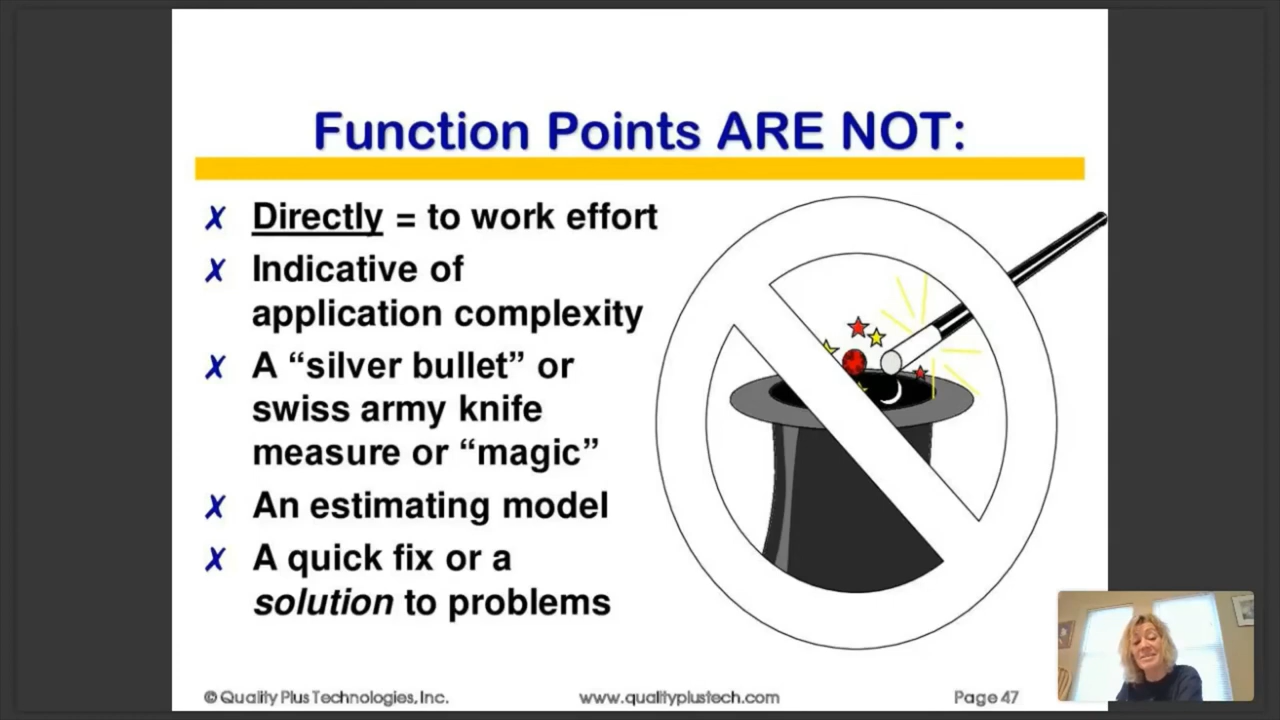 Function Points ARE NOT:
✗ Directly = to work effort
✗ Indicative of
application complexity
✗ A “silver bullet” or
swiss army knife
measure or “magic”
✗ An estimating model
✗ A quick fix or a
solution to problems
© Quality Plus Technologies, Inc. www.qualityplustech.com Page 47